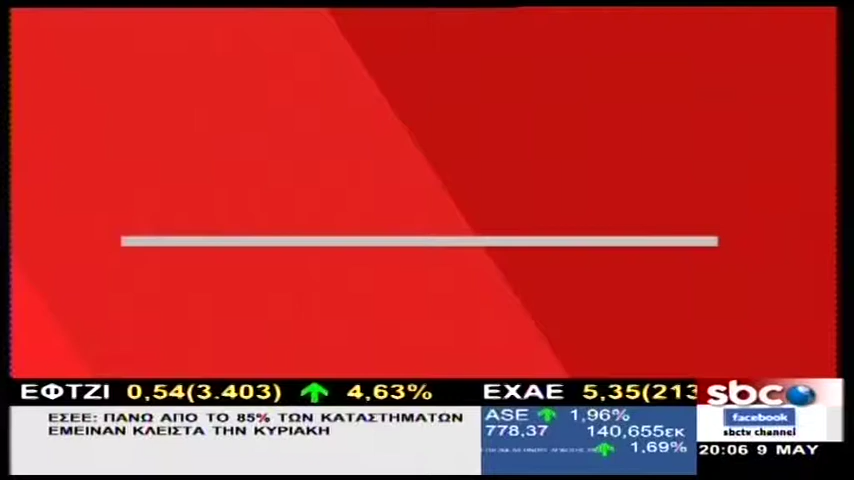 ΕΦΤΖΙ 0,54(3.403) 4,63% ΕΧΑΕ 5,35(213
ΕΣΕΕ: ΠΑΝΩ ΑΠΟ ΤΟ 85% ΤΩΝ ΚΑΤΑΣΤΗΜΑΤΩΝ
ΕΜΕΙΝΑΝ ΚΛΕΙΣΤΑ ΤΗΝ ΚΥΡΙΑΚΗ
ASE 1,96%
778,37 140,655εκ
1,69%
sbc
facebook
sbctv channel
20:06 9 MAY